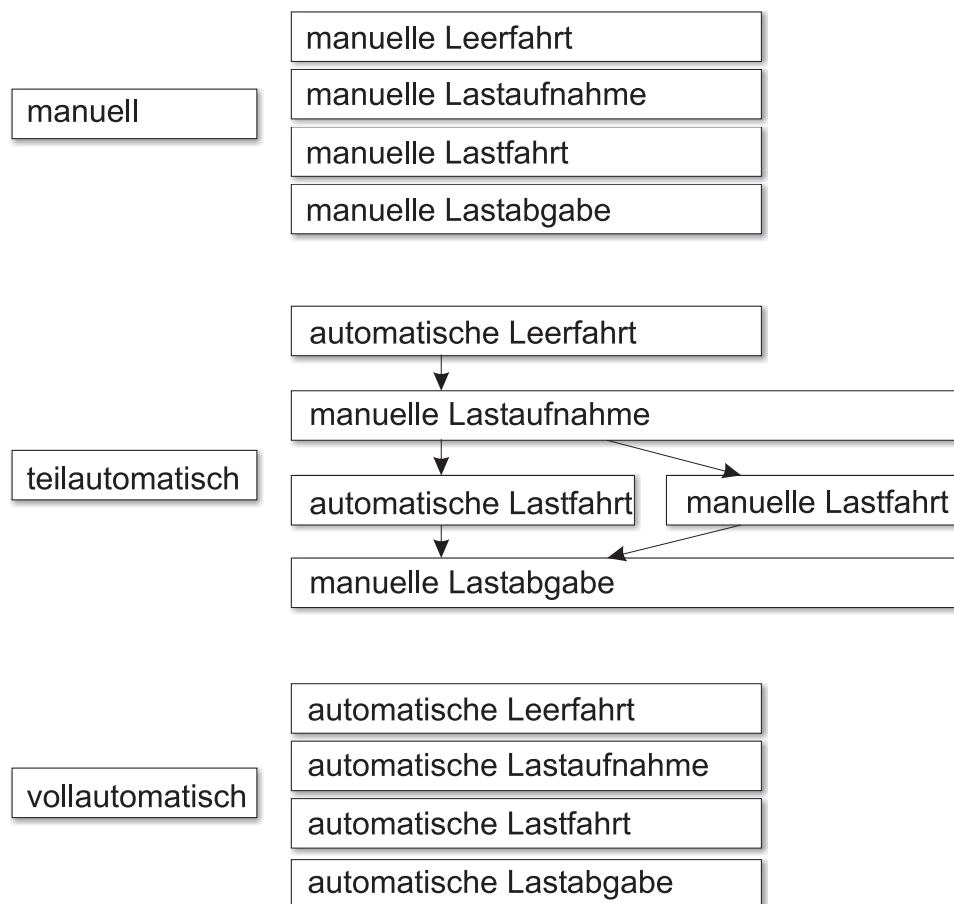 manuell
manuelle Leerfahrt
manuelle Lastaufnahme
manuelle Lastfahrt
manuelle Lastabgabe
teilautomatisch
automatische Leerfahrt
manuelle Lastaufnahme
automatische Lastfahrt
manuelle Lastfahrt
manuelle Lastabgabe
vollautomatisch
automatische Leerfahrt
automatische Lastaufnahme
automatische Lastfahrt
automatische Lastabgabe